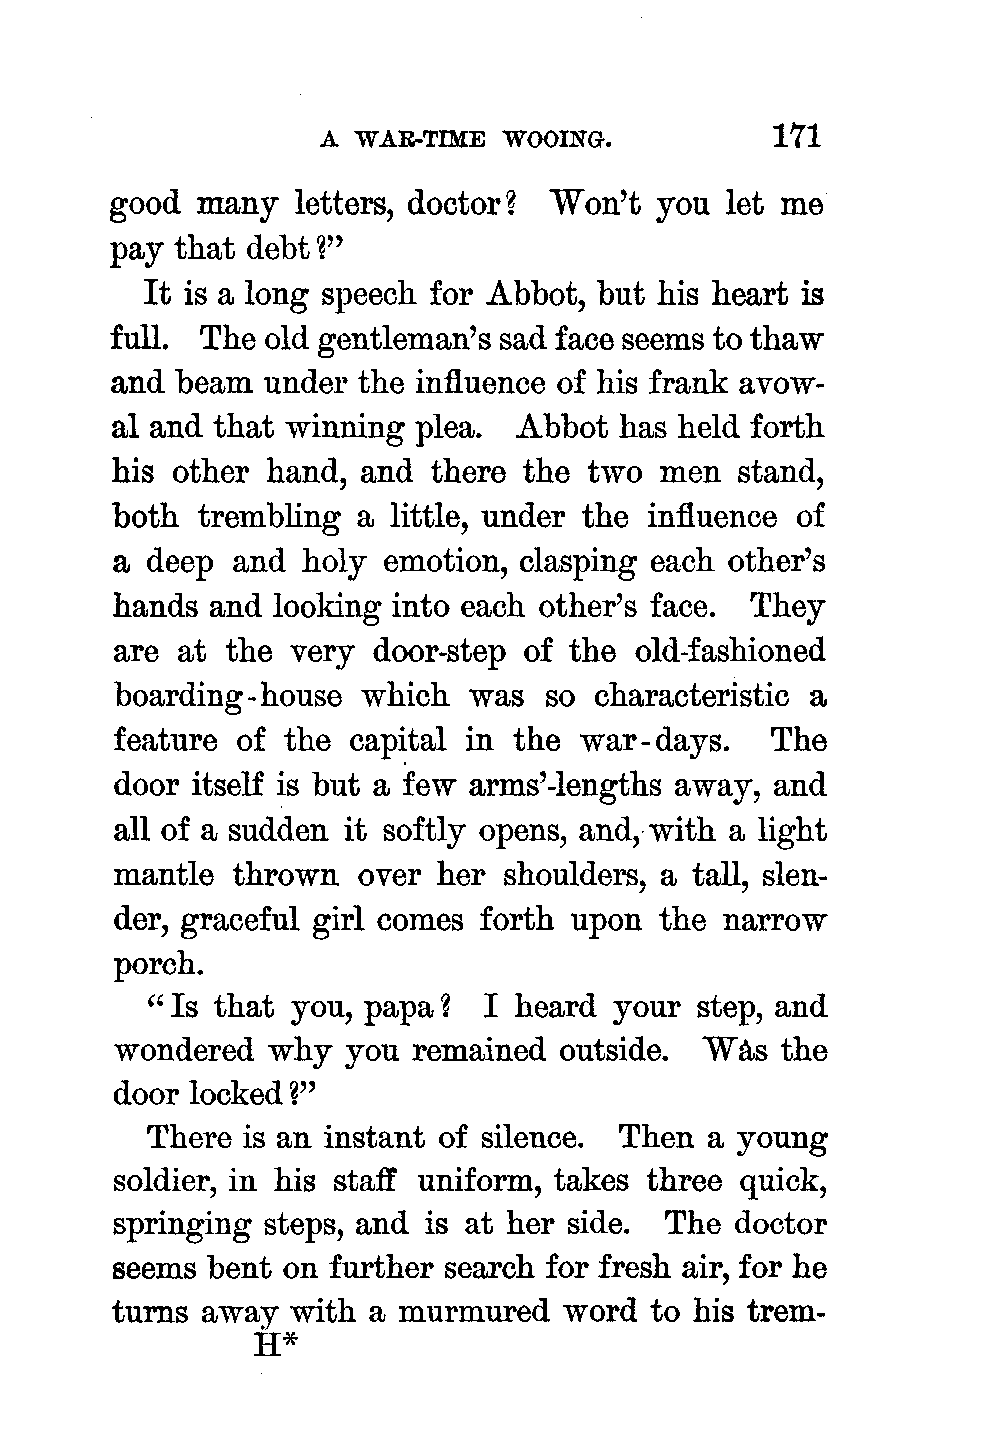 A WAR-TIME WOOING. 171
good many letters, doctor? Won't you let me
pay that debt?"
It is a long speech for Abbot, but his heart is
full. The old gentleman's sad face seems to thaw
and beam under the influence of his frank avow-
al and that winning plea. Abbot has held forth
his other hand, and there the two men stand,
both trembling a little, under the influence of
a deep and holy emotion, clasping each other's
hands and looking into each other's face. They
are at the very door-step of the old-fashioned
boarding-house which was so characteristic a
feature of the capital in the war-days. The
door itself is but a few arms'-lengths away, and
all of a sudden it softly opens, and, with a light
mantle thrown over her shoulders, a tall, slen-
der, graceful girl comes forth upon the narrow
porch.
"Is that you, papa? I heard your step, and
wondered why you remained outside. Was the
door locked?"
There is an instant of silence. Then a young
soldier, in his staff uniform, takes three quick,
springing steps, and is at her side. The doctor
seems bent on further search for fresh air, for he
turns away with a murmured word to his trem-
H*